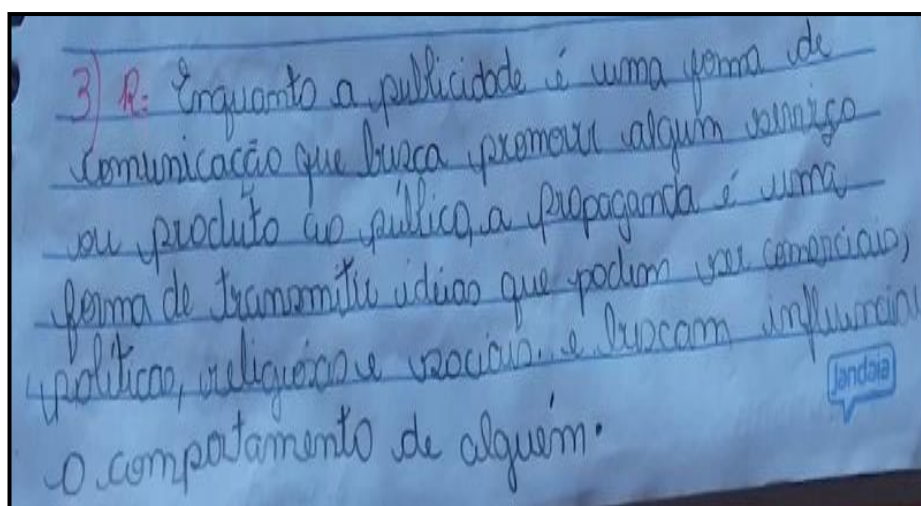 3) R: Enquanto a publicidade é uma forma de
comunicação que busca promover algum serviço
ou produto ao público, a propaganda é uma
forma de transmitir idéias que podem ser comerciais,
políticas, religiosas e sociais. e buscam influenciar
o compotamento de alguém.
Jandaia